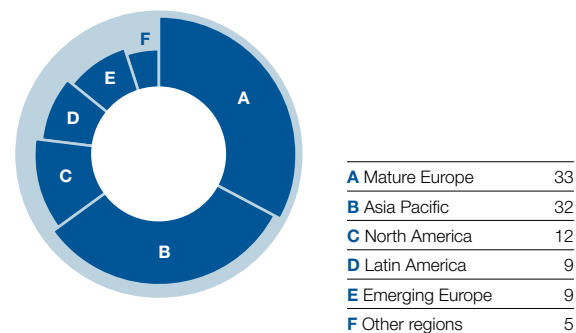 F
E
A
D
C
B
A Mature Europe 33
B Asia Pacific 32
C North America 12
D Latin America 9
E Emerging Europe 9
F Other regions 5